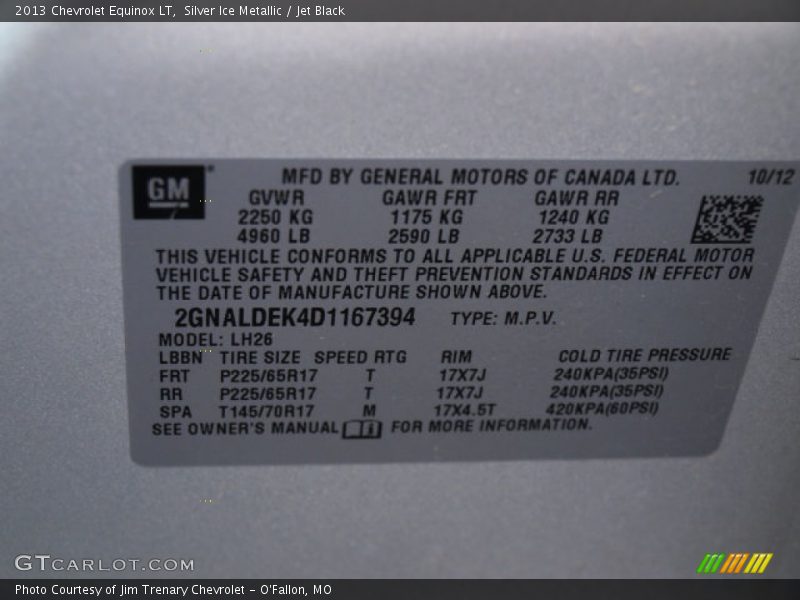 2013 Chevrolet Equinox LT, Silver Ice Metallic / Jet Black
GM MFD BY GENERAL MOTORS OF CANADA LTD. 10/12
GVWR GAWR FRT GAWR RR
2250 KG 1175 KG 1240 KG
4960 LB 2590 LB 2733 LB
THIS VEHICLE CONFORMS TO ALL APPLICABLE U.S. FEDERAL MOTOR
VEHICLE SAFETY AND THEFT PREVENTION STANDARDS IN EFFECT ON
THE DATE OF MANUFACTURE SHOWN ABOVE.
2GNALDEK4D1167394 TYPE: M.P.V.
MODEL: LH26
LBBN TIRE SIZE SPEED RTG RIM COLD TIRE PRESSURE
FRT P225/65R17 T 17X7J 240KPA(35PSI)
RR P225/65R17 T 17X7J 240KPA(35PSI)
SPA T145/70R17 M 17X4.5T 420KPA(60PSI)
SEE OWNER'S MANUAL FOR MORE INFORMATION.
GTCARLOT.COM
Photo Courtesy of Jim Trenary Chevrolet - O'Fallon, MO